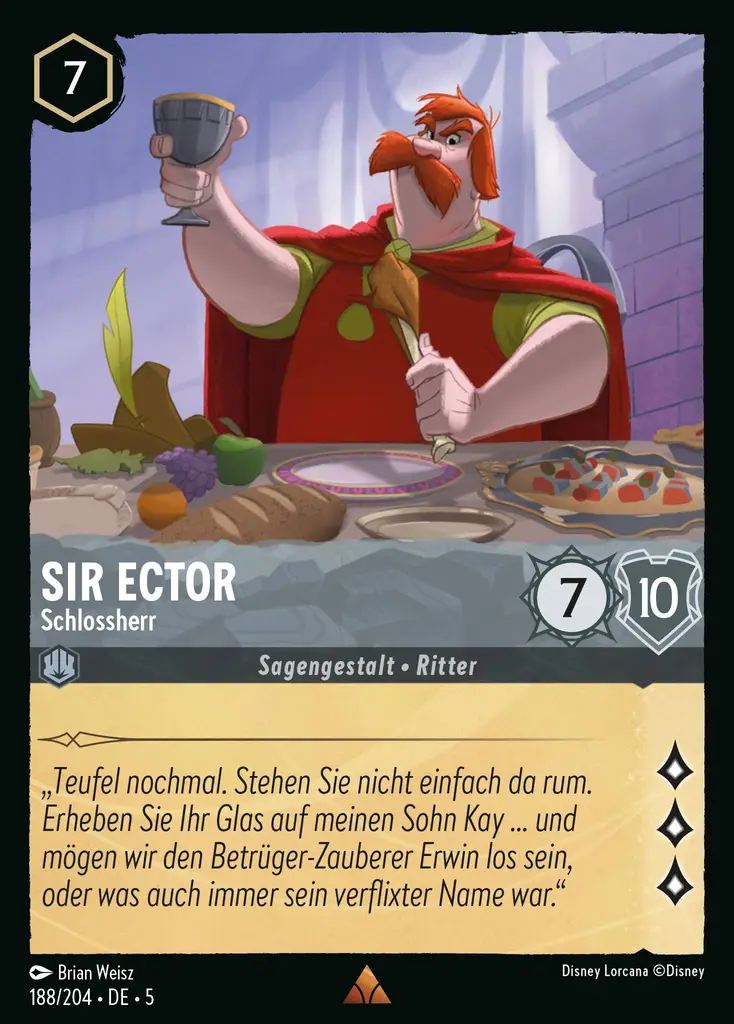 7
SIR ECTOR
Schlossherr
7
10
Sagengestalt • Ritter
„Teufel nochmal. Stehen Sie nicht einfach da rum.
Erheben Sie Ihr Glas auf meinen Sohn Kay ... und
mögen wir den Betrüger-Zauberer Erwin los sein,
oder was auch immer sein verflixter Name war.“
Brian Weisz
Disney Lorcana ©Disney
188/204 • DE • 5